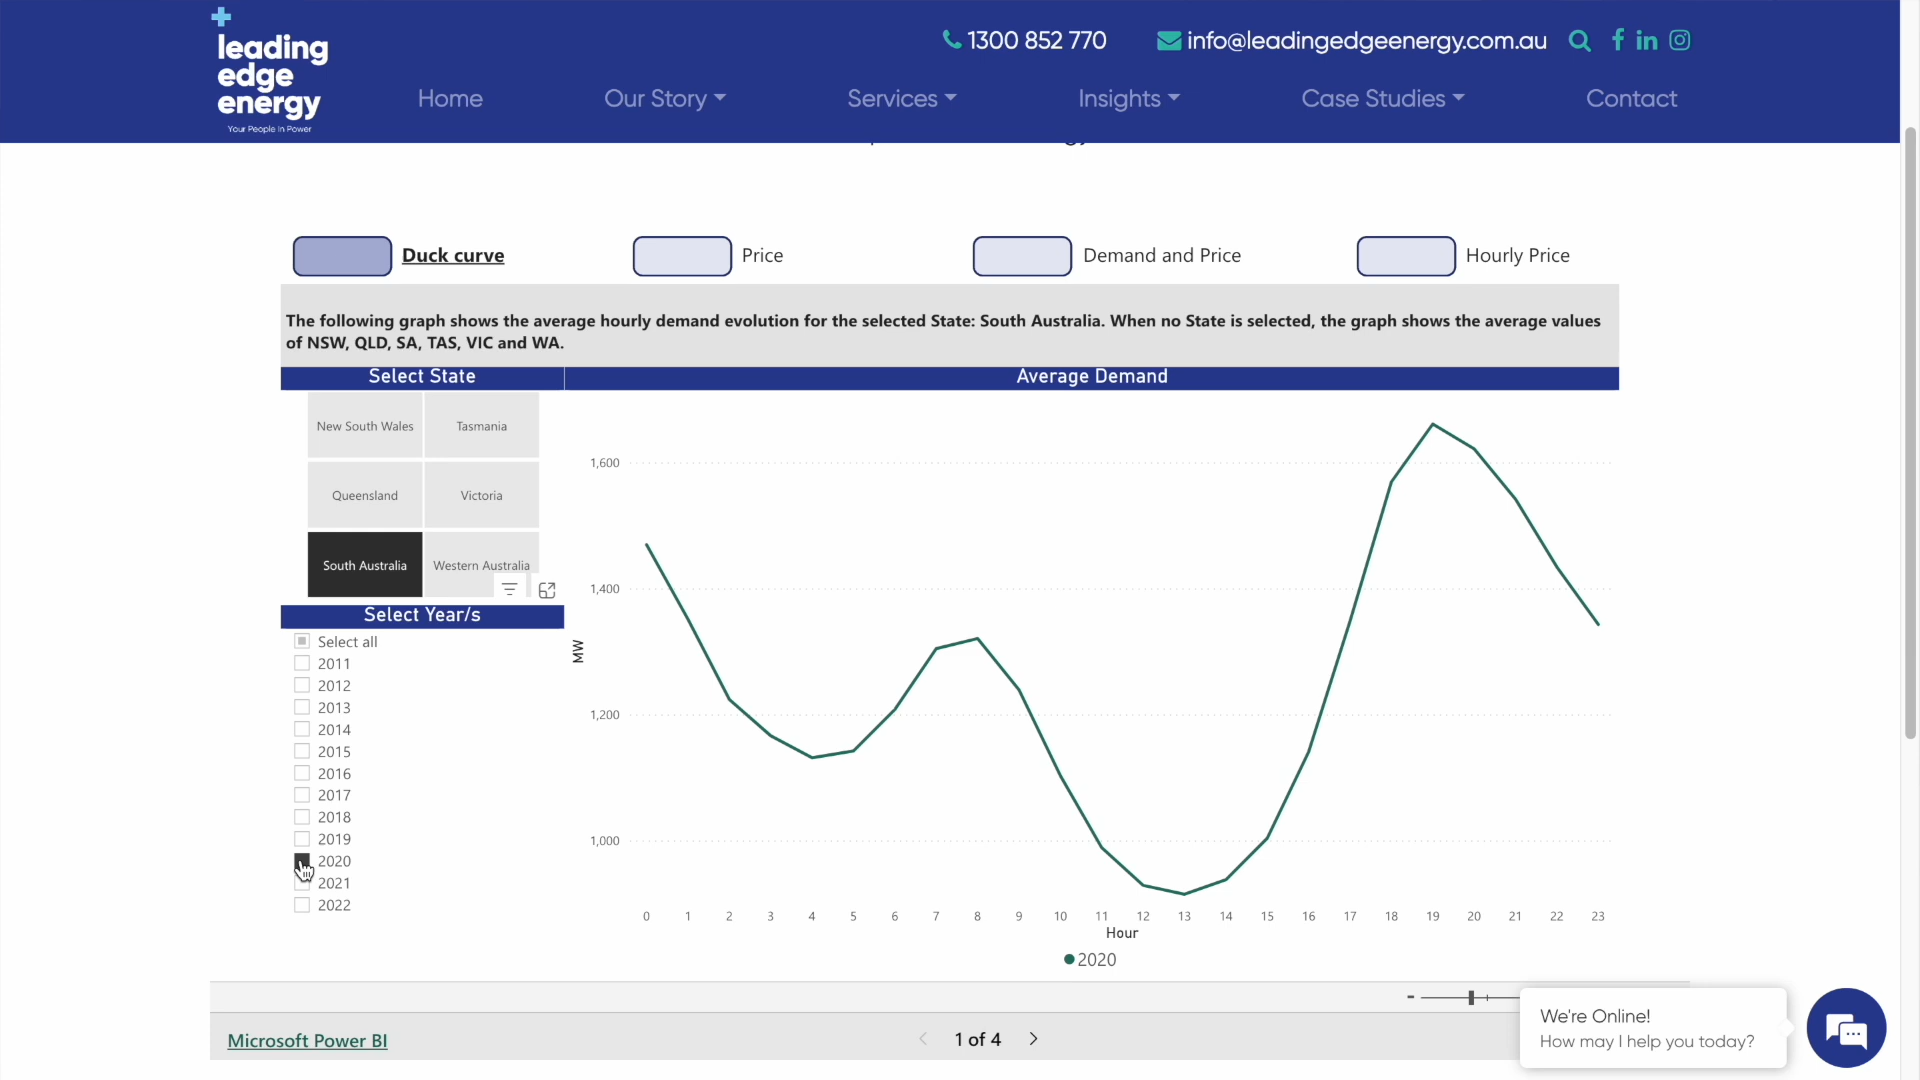 leading
edge
energy
Your People In Power
1300 852 770
info@leadingedgeenergy.com.au
Home
Our Story
Services
Insights
Case Studies
Contact
Duck curve
Price
Demand and Price
Hourly Price
The following graph shows the average hourly demand evolution for the selected State: South Australia. When no State is selected, the graph shows the average values
of NSW, QLD, SA, TAS, VIC and WA.
Select State
Average Demand
New South Wales
Tasmania
Queensland
Victoria
South Australia
Western Australia
Select Year/s
Select all
2011
2012
2013
2014
2015
2016
2017
2018
2019
2020
2021
2022
1,600
1,400
1,200
1,000
MW
0 1 2 3 4 5 6 7 8 9 10 11 12 13 14 15 16 17 18 19 20 21 22 23
Hour
2020
Microsoft Power BI
1 of 4
We're Online!
How may I help you today?